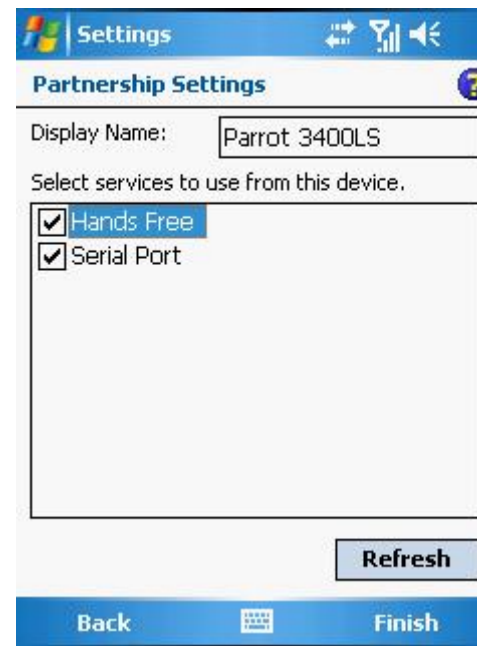 Settings
Partnership Settings
Display Name: Parrot 3400LS
Select services to use from this device.
Hands Free
Serial Port
Refresh
Back Finish